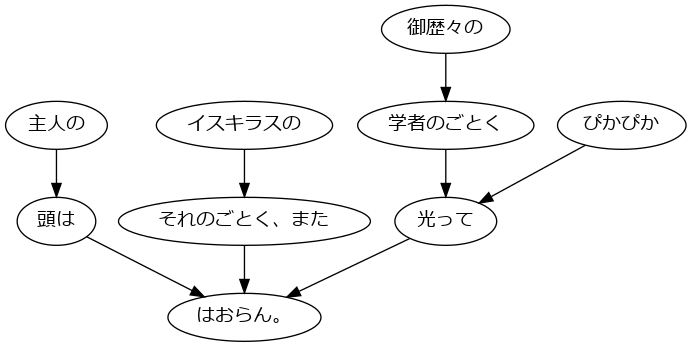 御歴々の
主人の
イスキラスの
学者のごとく
ぴかぴか
頭は
それのごとく、また
光って
はおらん。